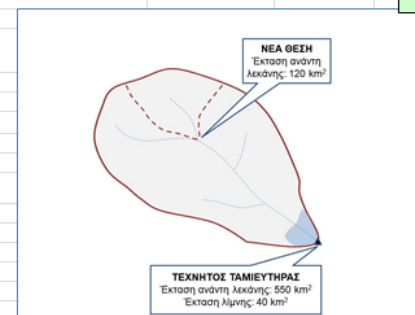 ΝΕΑ ΘΕΣΗ
Έκταση ανάντη
λεκάνης: 120 km²
ΤΕΧΝΗΤΟΣ ΤΑΜΙΕΥΤΗΡΑΣ
Έκταση ανάντη λεκάνης: 550 km²
Έκταση λίμνης: 40 km²